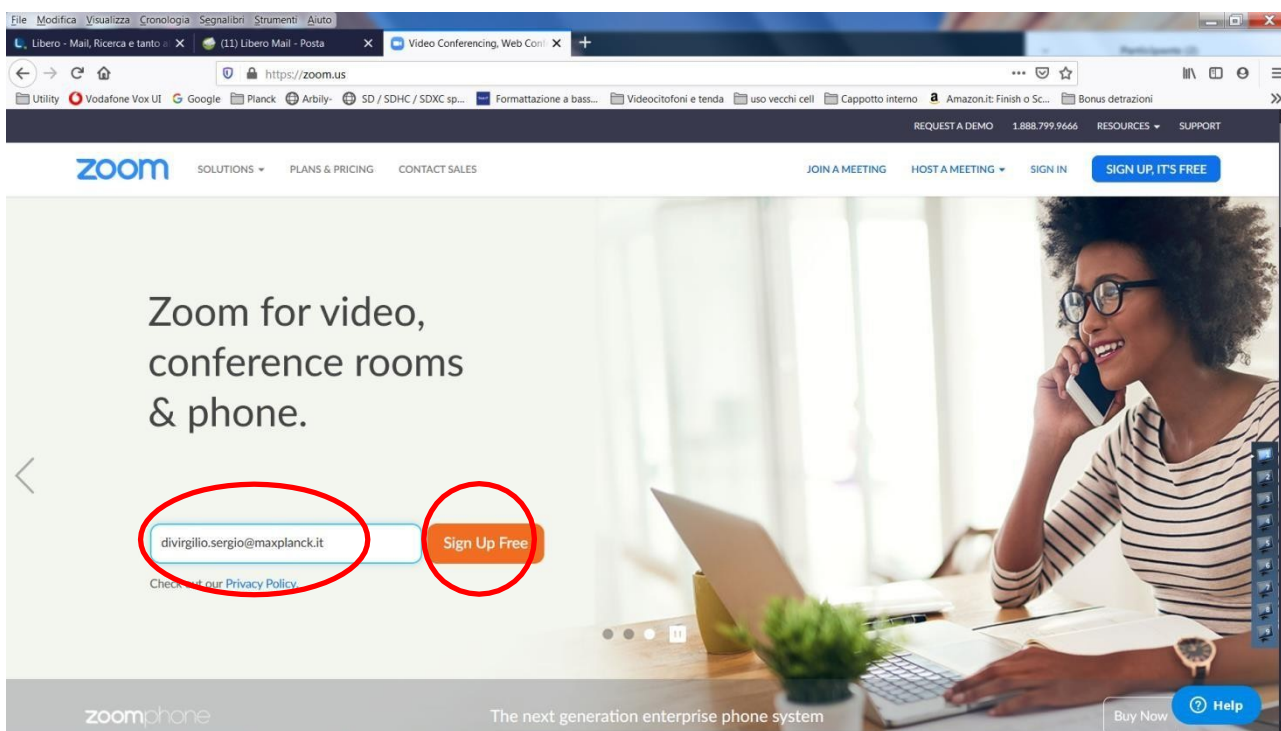 File Modifica Visualizza Cronologia Segnalibri Strumenti Aiuto
Libero - Mail, Ricerca e tanto a (11) Libero Mail - Posta Video Conferencing, Web Conf
https://zoom.us
Utility Vodafone Vox UI Google Planck Arbily- SD / SDHC / SDXC sp... Formattazione a bass... Videocitofoni e tenda uso vecchi cell Cappotto interno Amazon.it: Finish o Sc... Bonus detrazioni
REQUEST A DEMO 1.888.799.9666 RESOURCES SUPPORT
zoom SOLUTIONS PLANS & PRICING CONTACT SALES JOIN A MEETING HOST A MEETING SIGN IN SIGN UP, IT'S FREE
Zoom for video,
conference rooms
& phone.
divirgilio.sergio@maxplanck.it Sign Up Free
Check out our Privacy Policy.
zoomphone The next generation enterprise phone system Buy Now Help